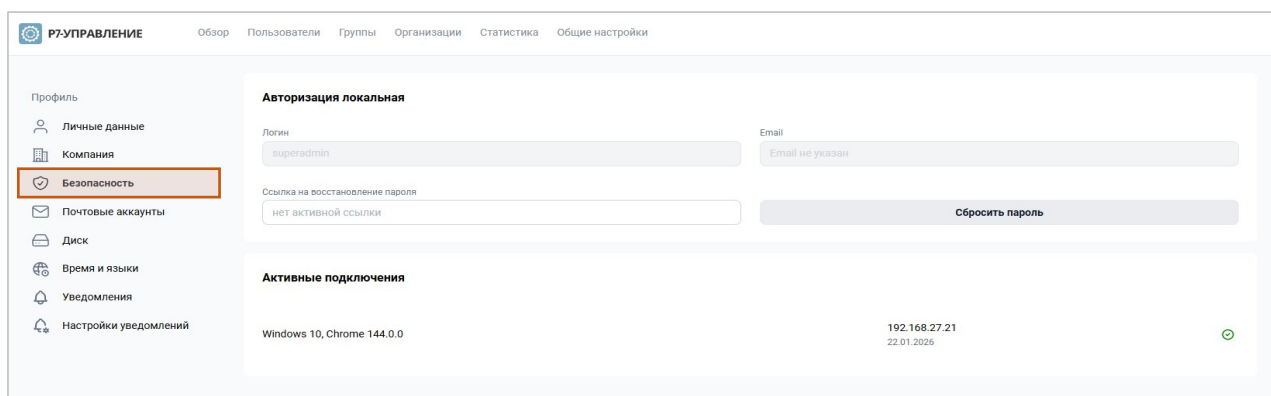 Р7-УПРАВЛЕНИЕ Обзор Пользователи Группы Организации Статистика Общие настройки
Профиль
Личные данные
Компания
Безопасность
Почтовые аккаунты
Диск
Время и языки
Уведомления
Настройки уведомлений
Авторизация локальная
Логин Email
superadmin Email не указан
Ссылка на восстановление пароля
нет активной ссылки Сбросить пароль
Активные подключения
Windows 10, Chrome 144.0.0 192.168.27.21
22.01.2026